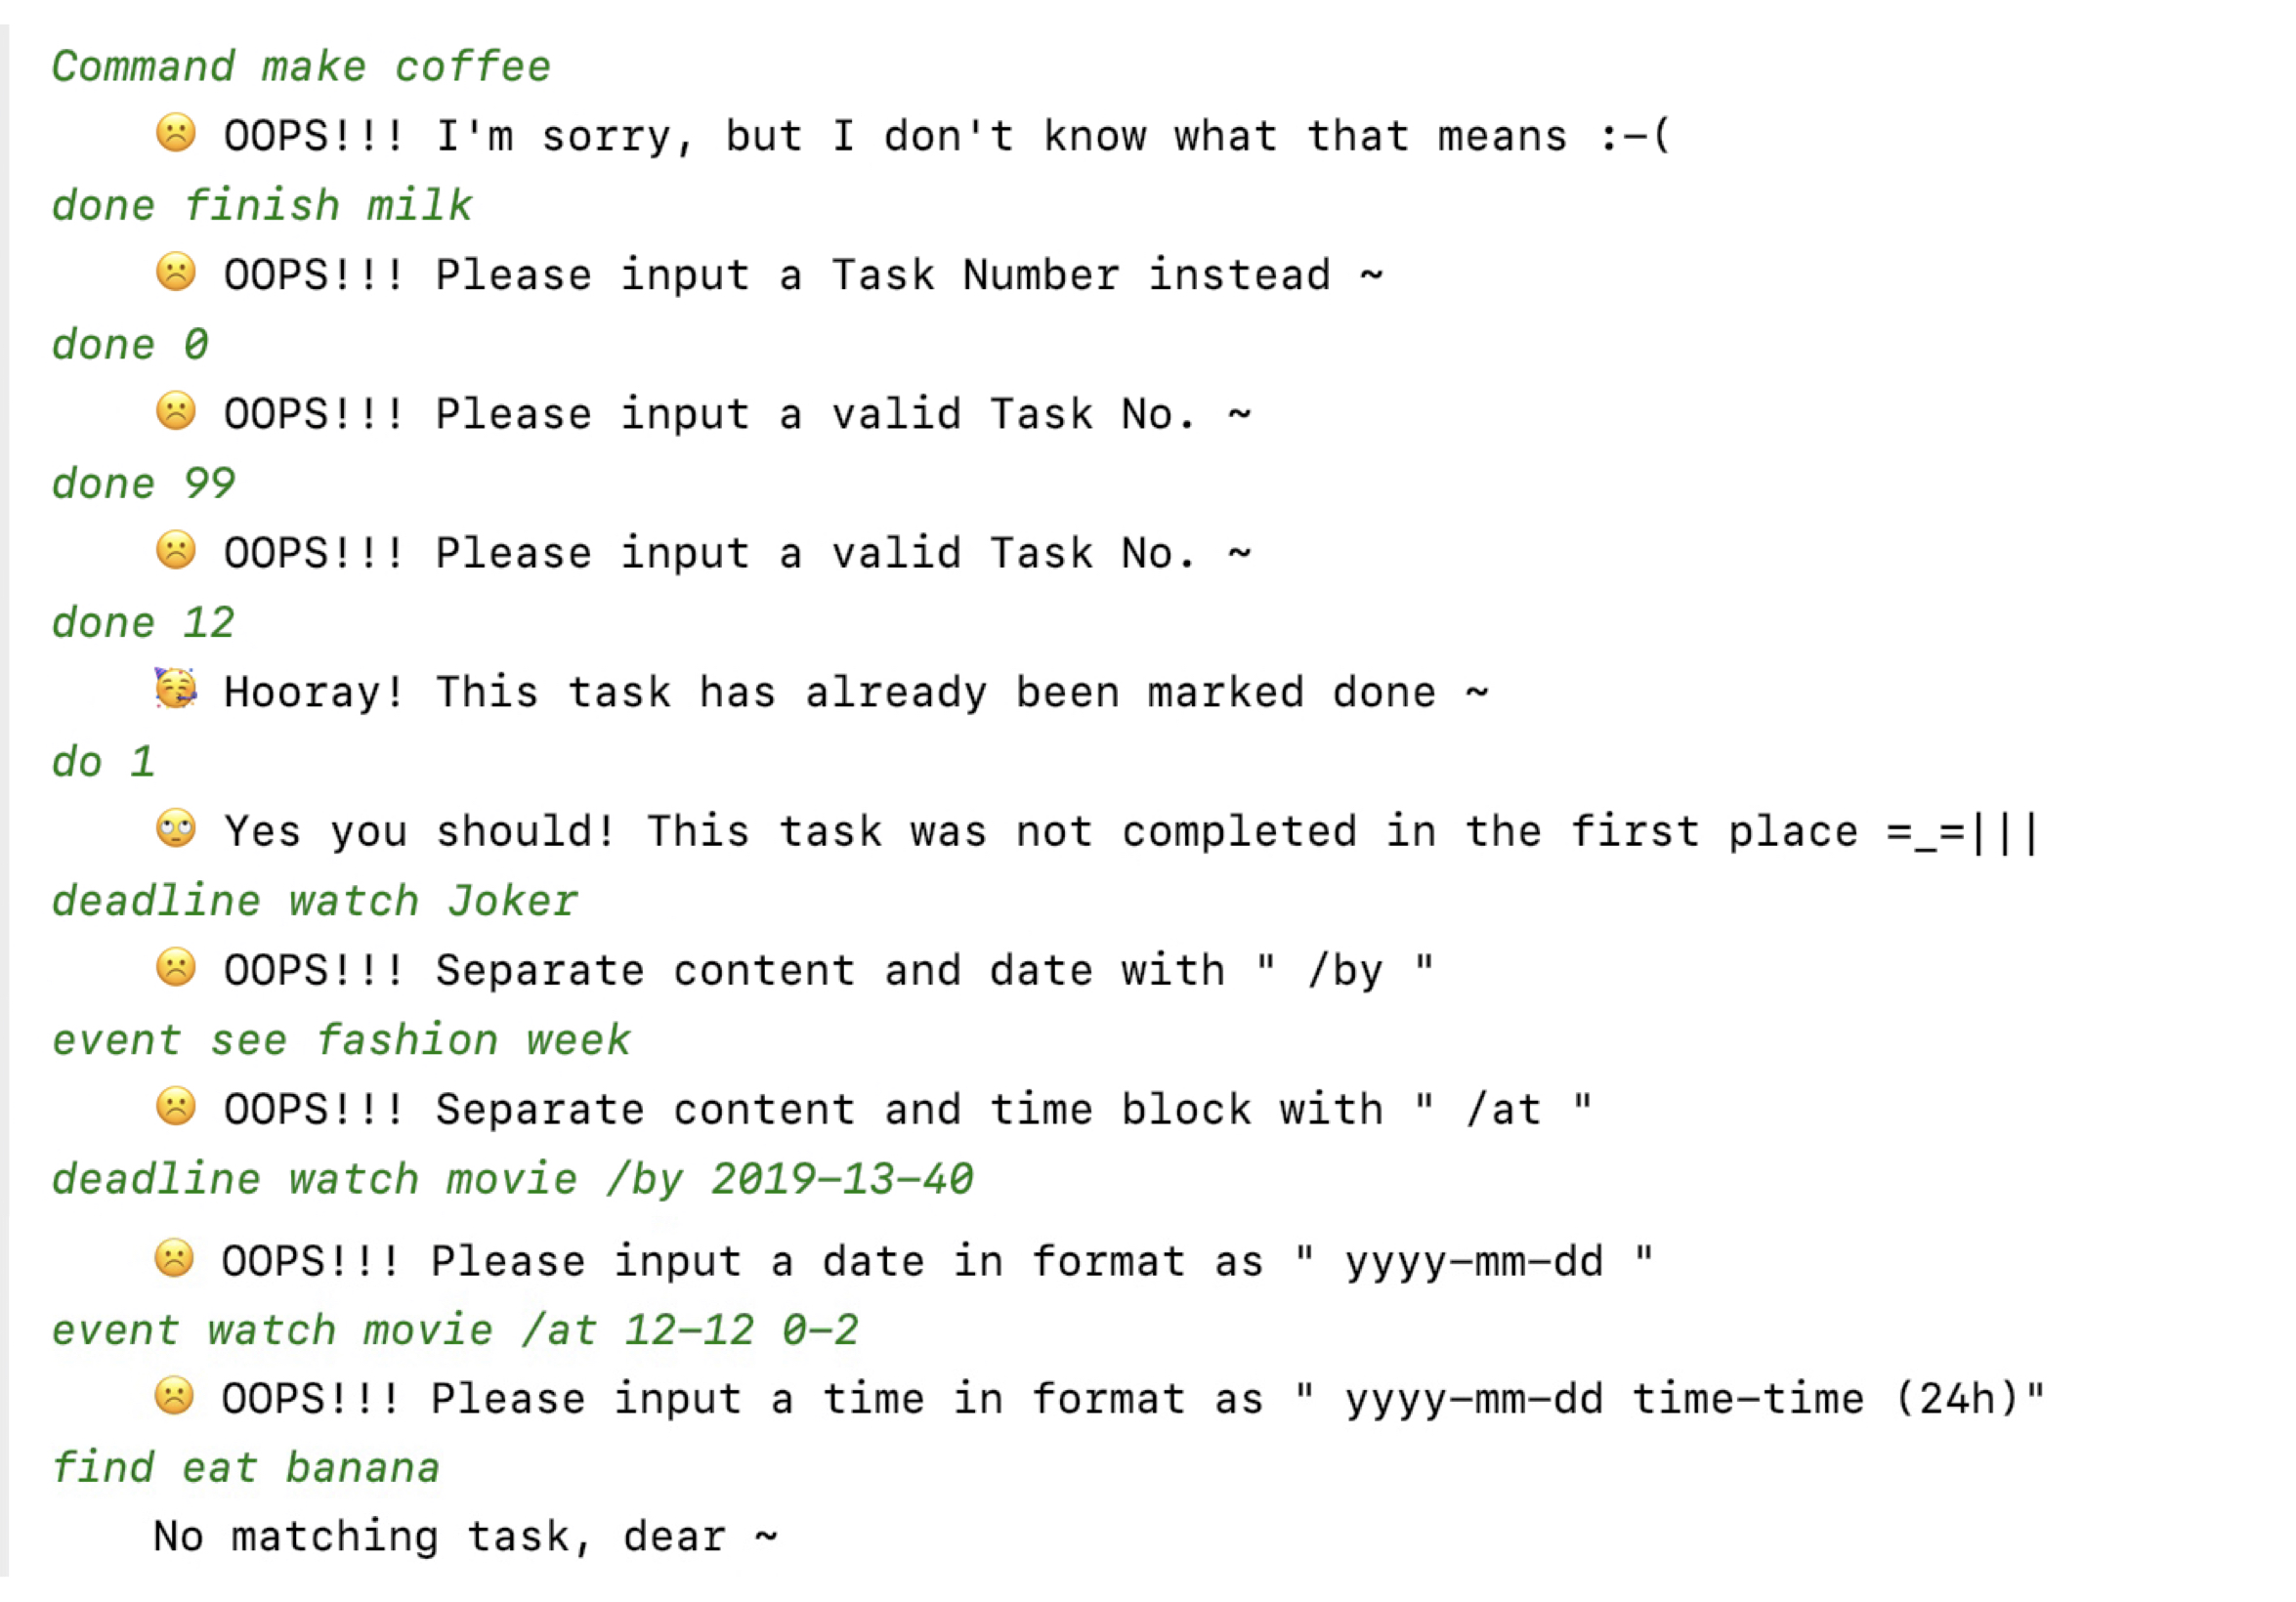 Command make coffee
☹️ OOPS!!! I'm sorry, but I don't know what that means :-(
done finish milk
☹️ OOPS!!! Please input a Task Number instead ~
done 0
☹️ OOPS!!! Please input a valid Task No. ~
done 99
☹️ OOPS!!! Please input a valid Task No. ~
done 12
🥳 Hooray! This task has already been marked done ~
do 1
🙄 Yes you should! This task was not completed in the first place =_=|||
deadline watch Joker
☹️ OOPS!!! Separate content and date with " /by "
event see fashion week
☹️ OOPS!!! Separate content and time block with " /at "
deadline watch movie /by 2019-13-40
☹️ OOPS!!! Please input a date in format as " yyyy-mm-dd "
event watch movie /at 12-12 0-2
☹️ OOPS!!! Please input a time in format as " yyyy-mm-dd time-time (24h)"
find eat banana
No matching task, dear ~